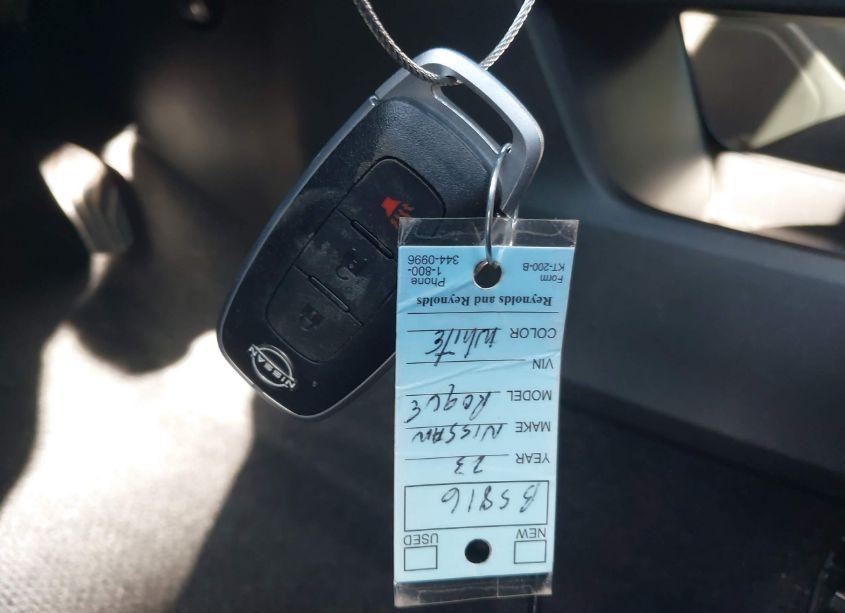 NISSAN
NEW USED
B5816
YEAR 23
MAKE NISSAN
MODEL ROGUE
VIN
COLOR WHITE
Reynolds and Reynolds
Form KT-200-B
Phone 1-800-344-0996